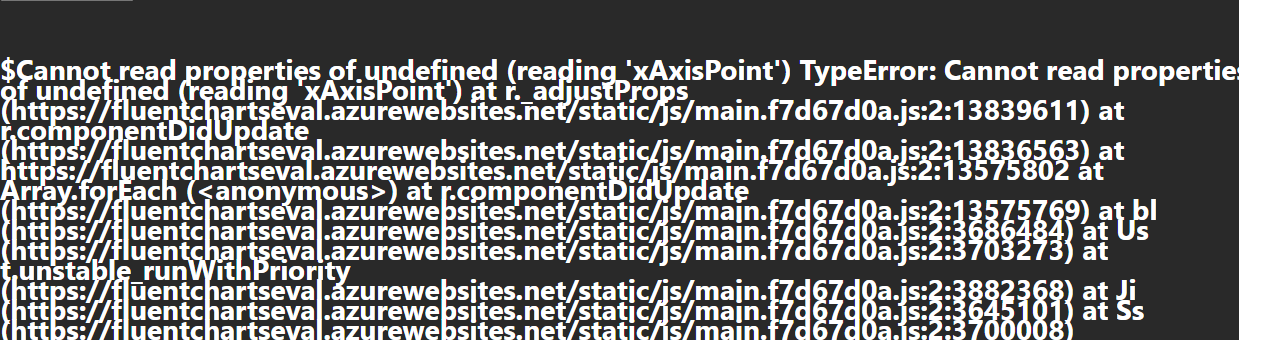 $Cannot read properties of undefined (reading 'xAxisPoint') TypeError: Cannot read properties
of undefined (reading 'xAxisPoint') at r._adjustProps
(https://fluentchartseval.azurewebsites.net/static/js/main.f7d67d0a.js:2:13839611) at
r.componentDidUpdate
(https://fluentchartseval.azurewebsites.net/static/js/main.f7d67d0a.js:2:13836563) at
https://fluentchartseval.azurewebsites.net/static/js/main.f7d67d0a.js:2:13575802 at
Array.forEach (<anonymous>) at r.componentDidUpdate
(https://fluentchartseval.azurewebsites.net/static/js/main.f7d67d0a.js:2:13575769) at bl
(https://fluentchartseval.azurewebsites.net/static/js/main.f7d67d0a.js:2:3686484) at Us
(https://fluentchartseval.azurewebsites.net/static/js/main.f7d67d0a.js:2:3703273) at
t.unstable_runWithPriority
(https://fluentchartseval.azurewebsites.net/static/js/main.f7d67d0a.js:2:3882368) at Ji
(https://fluentchartseval.azurewebsites.net/static/js/main.f7d67d0a.js:2:3645101) at Ss
(https://fluentchartseval.azurewebsites.net/static/js/main.f7d67d0a.js:2:3700008)